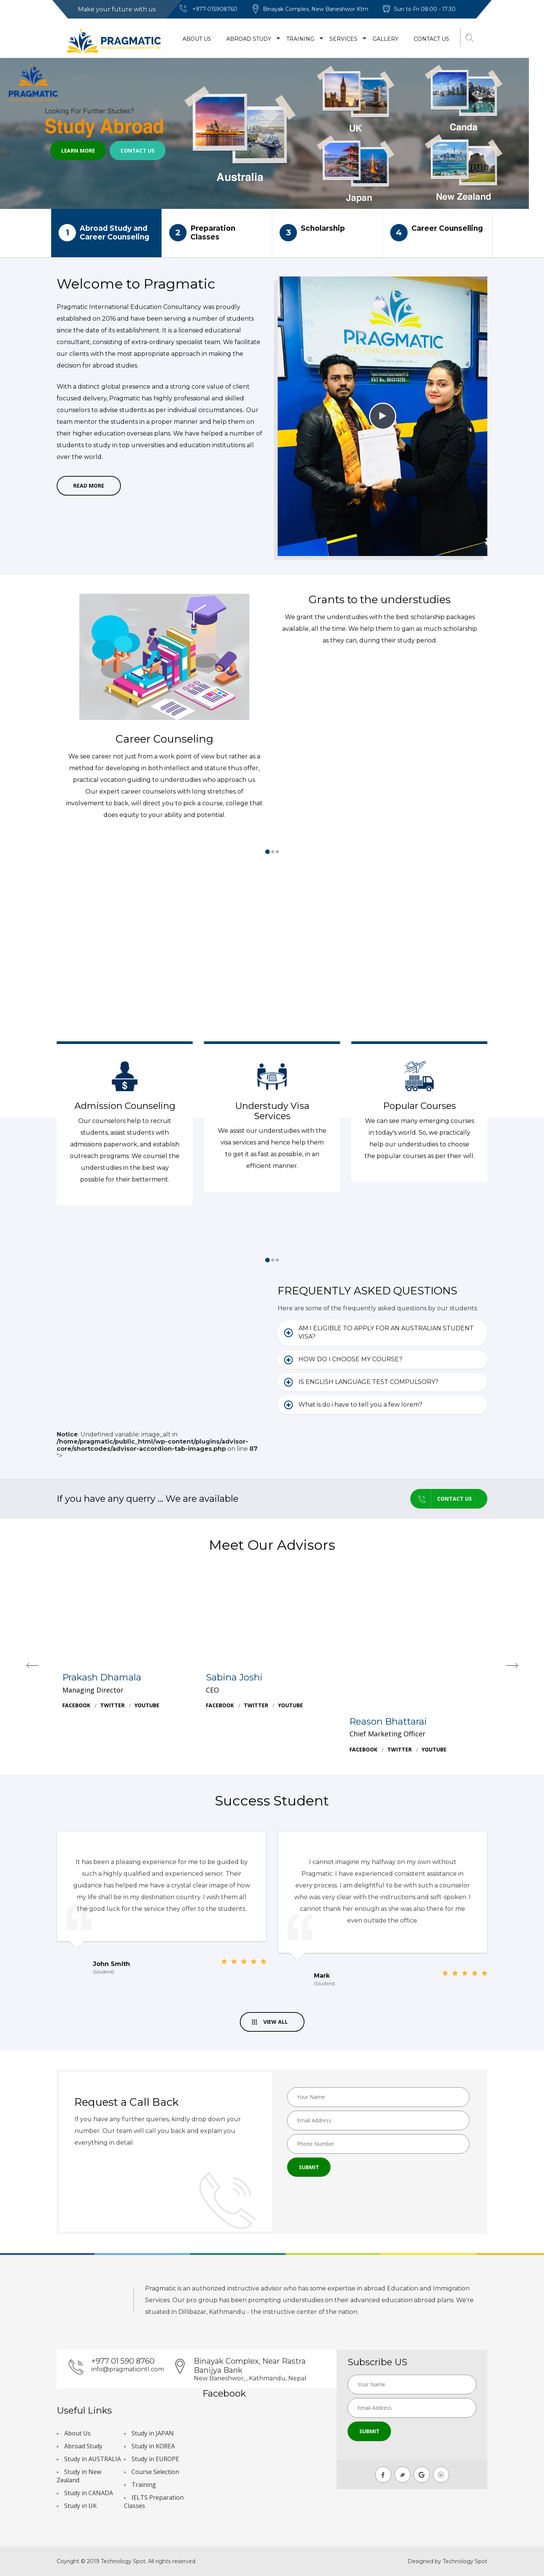 Make your future with us
+977-015908760
Binayak Complex, New Baneshwor Ktm
Sun to Fri 08.00 - 17.30
PRAGMATIC
ABOUT US
ABROAD STUDY
TRAINING
SERVICES
GALLERY
CONTACT US
PRAGMATIC
Looking For Further Studies?
Study Abroad
LEARN MORE
CONTACT US
Australia
UK
Canda
Japan
New Zealand
1 Abroad Study and
Career Counseling
2 Preparation
Classes
3 Scholarship
4 Career Counselling
Welcome to Pragmatic
Pragmatic International Education Consultancy was proudly
established on 2016 and have been serving a number of students
since the date of its establishment. It is a licensed educational
consultant, consisting of extra-ordinary specialist team. We facilitate
our clients with the most appropriate approach in making the
decision for abroad studies.
With a distinct global presence and a strong core value of client
focused delivery, Pragmatic has highly professional and skilled
counselors to advise students as per individual circumstances.. Our
team mentor the students in a proper manner and help them on
their higher education overseas plans. We have helped a number of
students to study in top universities and education institutions all
over the world.
READ MORE
PRAGMATIC
Grants to the understudies
We grant the understudies with the best scholarship packages
available, all the time. We help them to gain as much scholarship
as they can, during their study period.
Career Counseling
We see career not just from a work point of view but rather as a
method for developing in both intellect and stature thus offer,
practical vocation guiding to understudies who approach us.
Our expert career counselors with long stretches of
involvement to back, will direct you to pick a course, college that
does equity to your ability and potential.
Admission Counseling
Our counselors help to recruit
students, assist students with
admissions paperwork, and establish
outreach programs. We counsel the
understudies in the best way
possible for their betterment.
Understudy Visa
Services
We assist our understudies with the
visa services and hence help them
to get it as fast as possible, in an
efficient manner.
Popular Courses
We can see many emerging courses
in today's world. So, we practically
help our understudies to choose
the popular courses as per their will.
FREQUENTLY ASKED QUESTIONS
Here are some of the frequently asked questions by our students:
AM I ELIGIBLE TO APPLY FOR AN AUSTRALIAN STUDENT
VISA?
HOW DO I CHOOSE MY COURSE?
IS ENGLISH LANGUAGE TEST COMPULSORY?
What is do i have to tell you a few lorem?
Notice: Undefined variable: image_alt in
/home/pragmatic/public_html/wp-content/plugins/advisor-
core/shortcodes/advisor-accordion-tab-images.php on line 87
">
If you have any querry ... We are available
CONTACT US
Meet Our Advisors
Prakash Dhamala
Managing Director
FACEBOOK / TWITTER / YOUTUBE
Sabina Joshi
CEO
FACEBOOK / TWITTER / YOUTUBE
Reason Bhattarai
Chief Marketing Officer
FACEBOOK / TWITTER / YOUTUBE
Success Student
It has been a pleasing experience for me to be guided by
such a highly qualified and experienced senior. Their
guidance has helped me have a crystal clear image of how
my life shall be in my destination country. I wish them all
the good luck for the service they offer to the students.
John Smith
(Student)
I cannot imagine my halfway on my own without
Pragmatic. I have experienced consistent assistance in
every process. I am delightful to be with such a counselor
who was very clear with the instructions and soft-spoken. I
cannot thank her enough as she was also there for me
even outside the office.
Mark
(Student)
VIEW ALL
Request a Call Back
If you have any further queries, kindly drop down your
number. Our team will call you back and explain you
everything in detail.
Your Name
Email Address
Phone Number
SUBMIT
Pragmatic is an authorized instructive advisor who has some expertise in abroad Education and Immigration
Services. Our pro group has been prompting understudies on their advanced education abroad plans. We're
situated in Dillibazar, Kathmandu - the instructive center of the nation.
+977 01 590 8760
info@pragmaticintl.com
Binayak Complex, Near Rastra
Banijya Bank
New Baneshwor, , Kathmandu, Nepal
Subscribe US
Your Name
Email Address
SUBMIT
Facebook
Useful Links
About Us
Abroad Study
Study in AUSTRALIA
Study in New
Zealand
Study in CANADA
Study in UK
Study in JAPAN
Study in KOREA
Study in EUROPE
Course Selection
Training
IELTS Preparation
Classes
Coyright © 2019 Technology Spot. All rights reserved.
Designed by Technology Spot